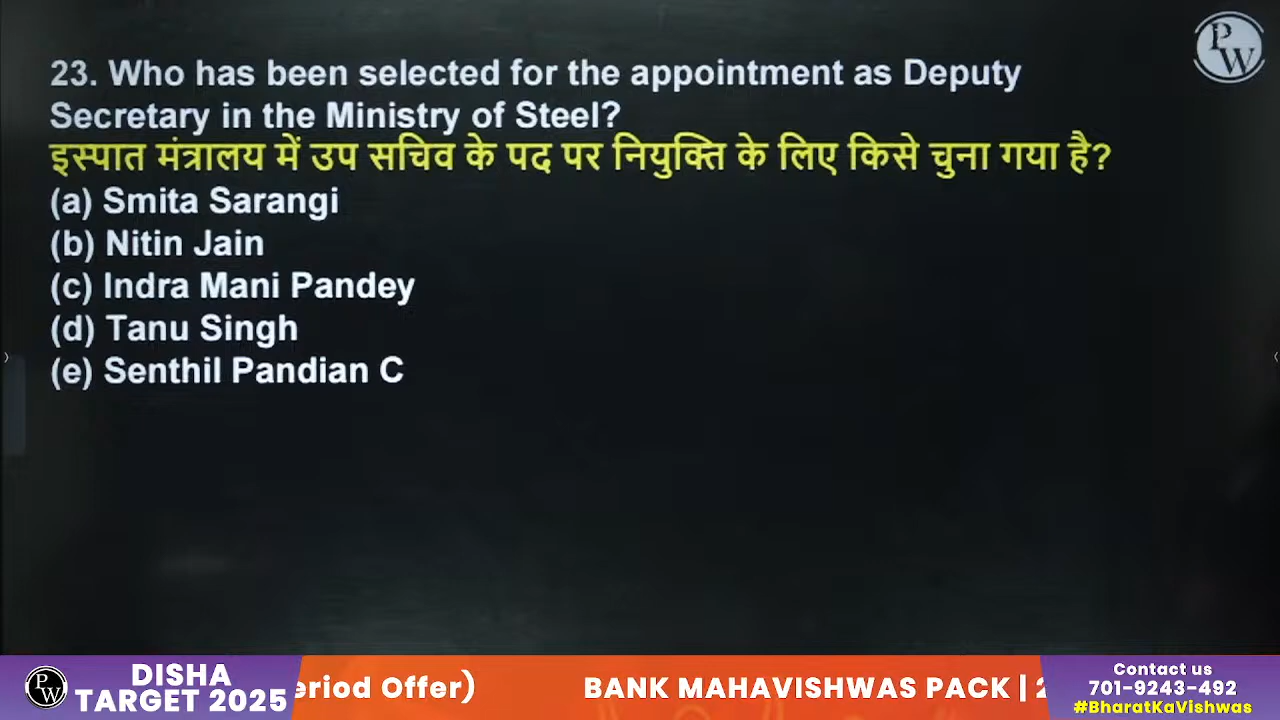 PW
23. Who has been selected for the appointment as Deputy
Secretary in the Ministry of Steel?
इस्पात मंत्रालय में उप सचिव के पद पर नियुक्ति के लिए किसे चुना गया है?
(a) Smita Sarangi
(b) Nitin Jain
(c) Indra Mani Pandey
(d) Tanu Singh
(e) Senthil Pandian C
PW
DISHA
TARGET 2025
eriod Offer)
BANK MAHAVISHWAS PACK | 2
Contact us
701-9243-492
#BharatKaVishwas